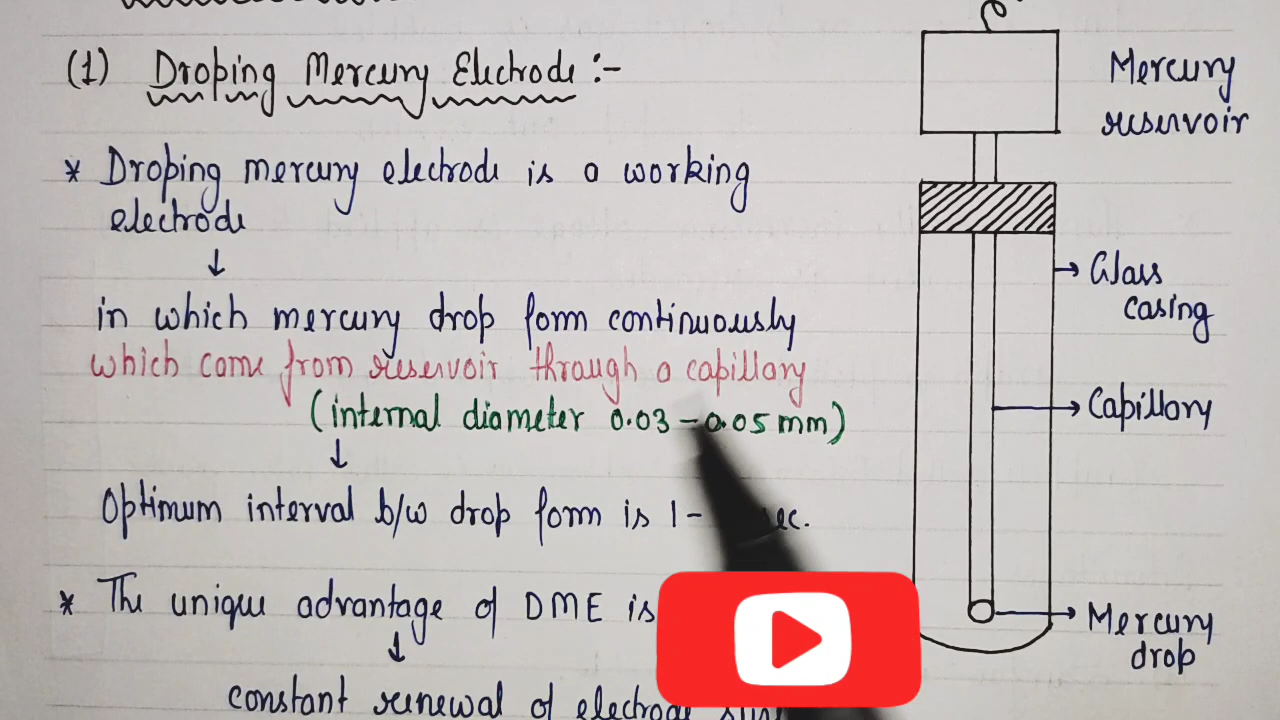 (1) Droping Mercury Electrode :-
* Droping mercury electrode is a working
electrode
↓
in which mercury drop form continuously
which come from reservoir through a capillary
(internal diameter 0.03-0.05mm)
↓
Optimum interval b/w drop form is 1-
* The unique advantage of DME is
↓
constant renewal of electrode
Mercury
reservoir
Glass
casing
Capillary
Mercury
drop